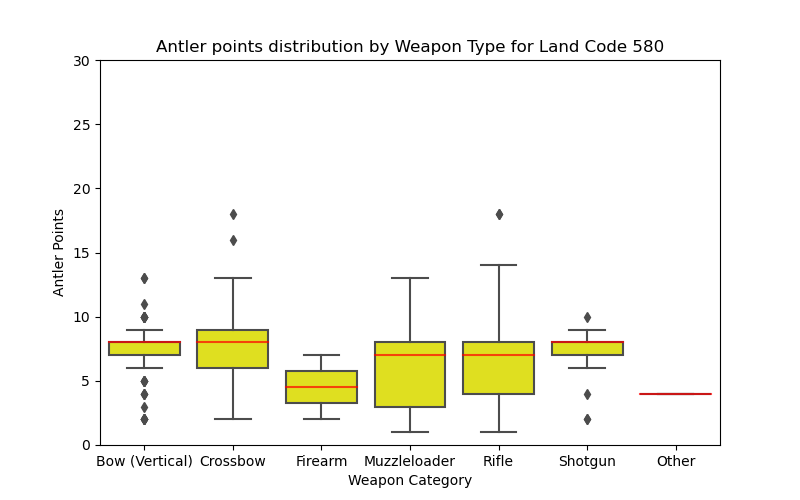 Antler points distribution by Weapon Type for Land Code 580
30
25
20
15
10
5
0
Antler Points
Bow (Vertical) Crossbow Firearm Muzzleloader Rifle Shotgun Other
Weapon Category